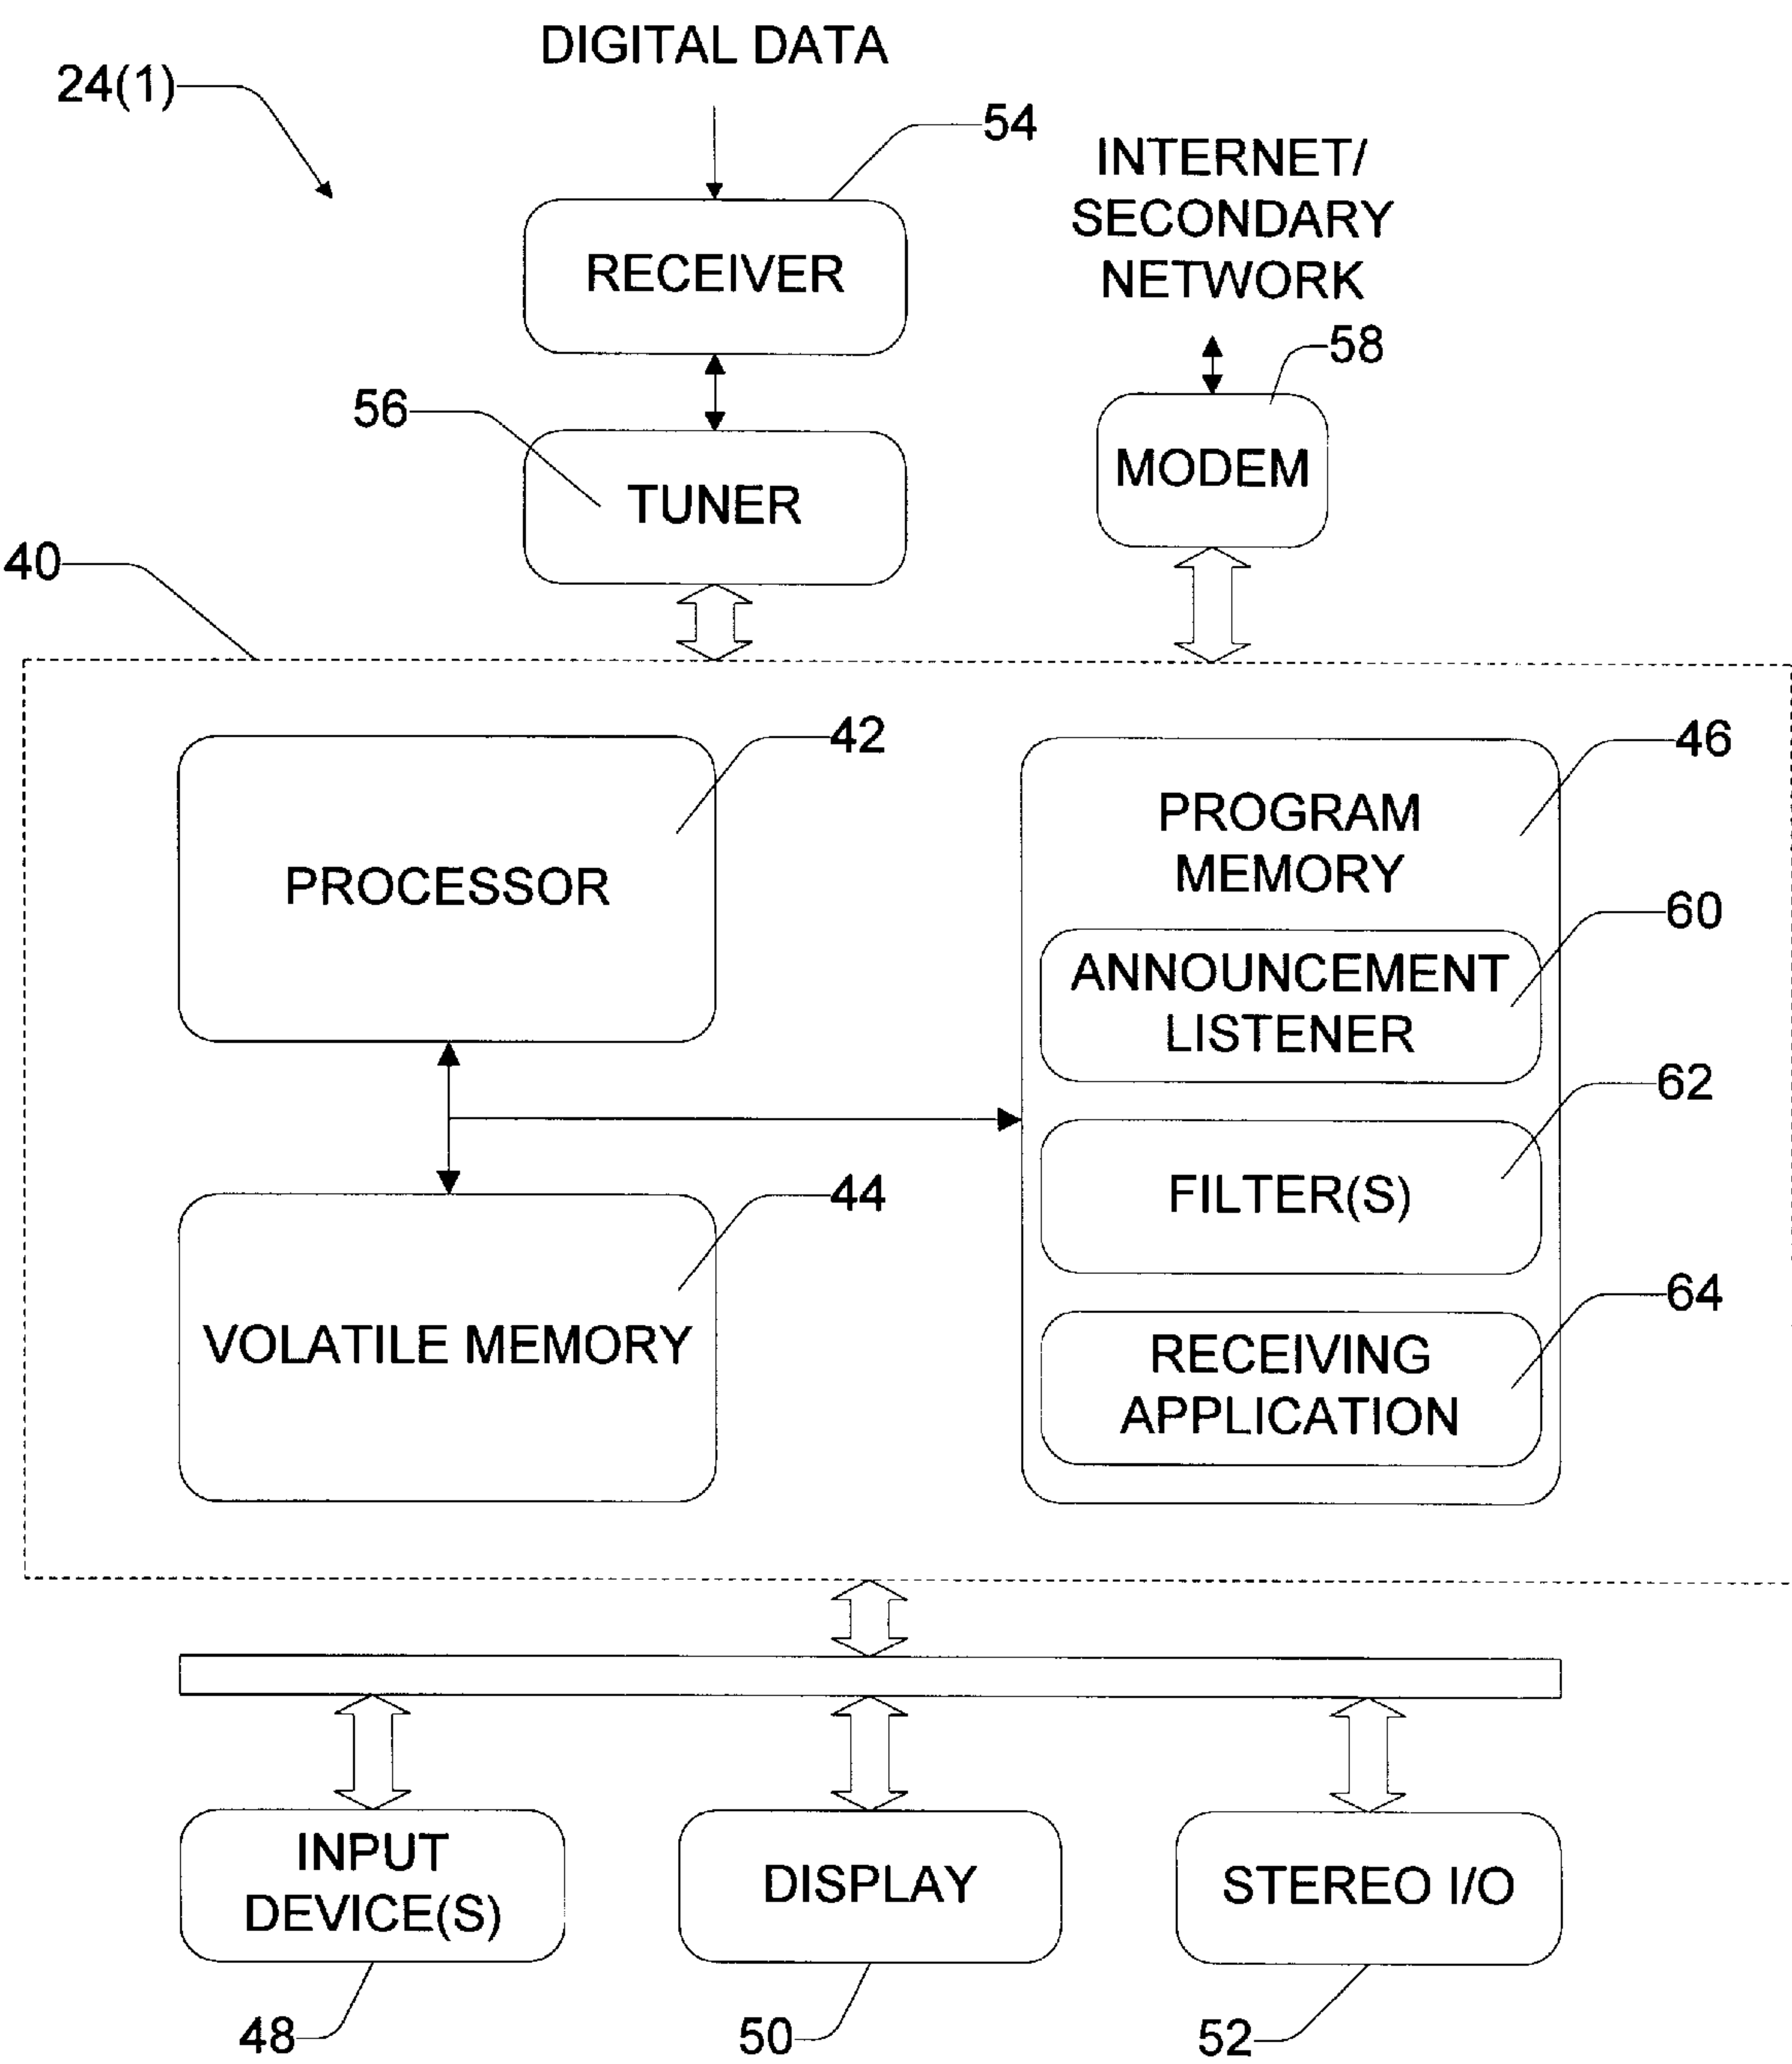 DIGITAL DATA
24(1)
54
INTERNET/
SECONDARY
NETWORK
RECEIVER
58
56
MODEM
TUNER
40
42
46
PROGRAM
MEMORY
PROCESSOR
60
ANNOUNCEMENT
LISTENER
62
FILTER(S)
44
64
VOLATILE MEMORY
RECEIVING
APPLICATION
INPUT
DEVICE(S)
DISPLAY
STEREO I/O
48
50
52